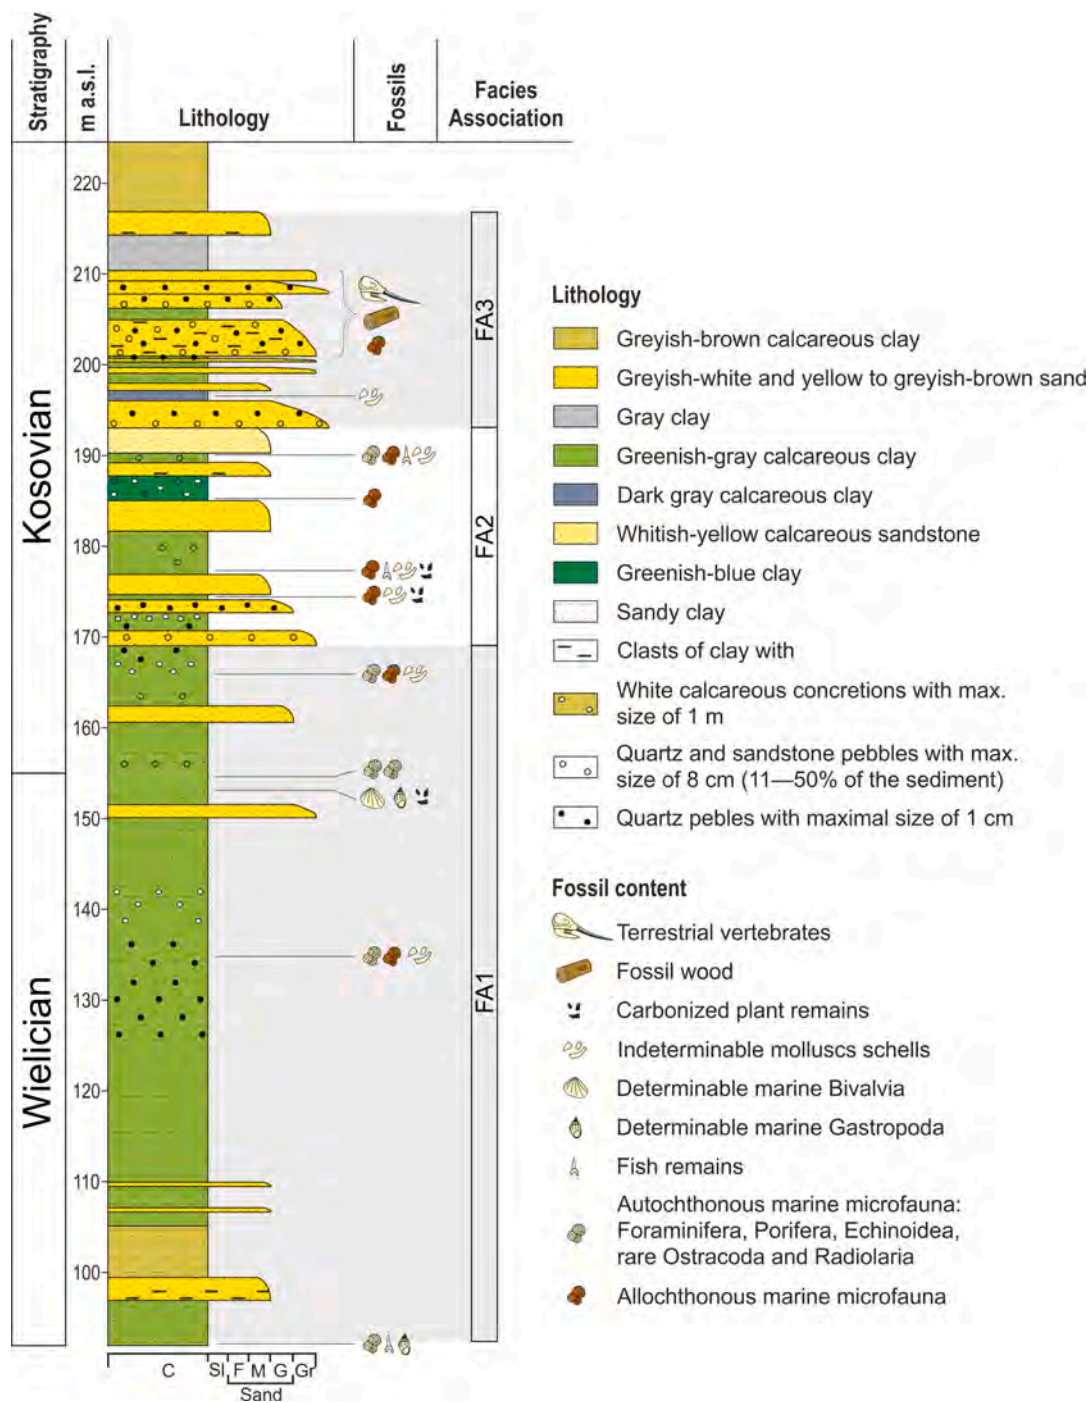 Stratigraphy
m a.s.l.
Lithology
Fossils
Facies
Association
Kosovian
Wielician
220
210
200
190
180
170
160
150
140
130
120
110
100
FA3
FA2
FA1
C
Sl
F
M
G
Gr
Sand
Lithology
Greyish-brown calcareous clay
Greyish-white and yellow to greyish-brown sand
Gray clay
Greenish-gray calcareous clay
Dark gray calcareous clay
Whitish-yellow calcareous sandstone
Greenish-blue clay
Sandy clay
Clasts of clay with
White calcareous concretions with max.
size of 1 m
Quartz and sandstone pebbles with max.
size of 8 cm (11—50% of the sediment)
Quartz pebles with maximal size of 1 cm
Fossil content
Terrestrial vertebrates
Fossil wood
Carbonized plant remains
Indeterminable molluscs schells
Determinable marine Bivalvia
Determinable marine Gastropoda
Fish remains
Autochthonous marine microfauna:
Foraminifera, Porifera, Echinoidea,
rare Ostracoda and Radiolaria
Allochthonous marine microfauna